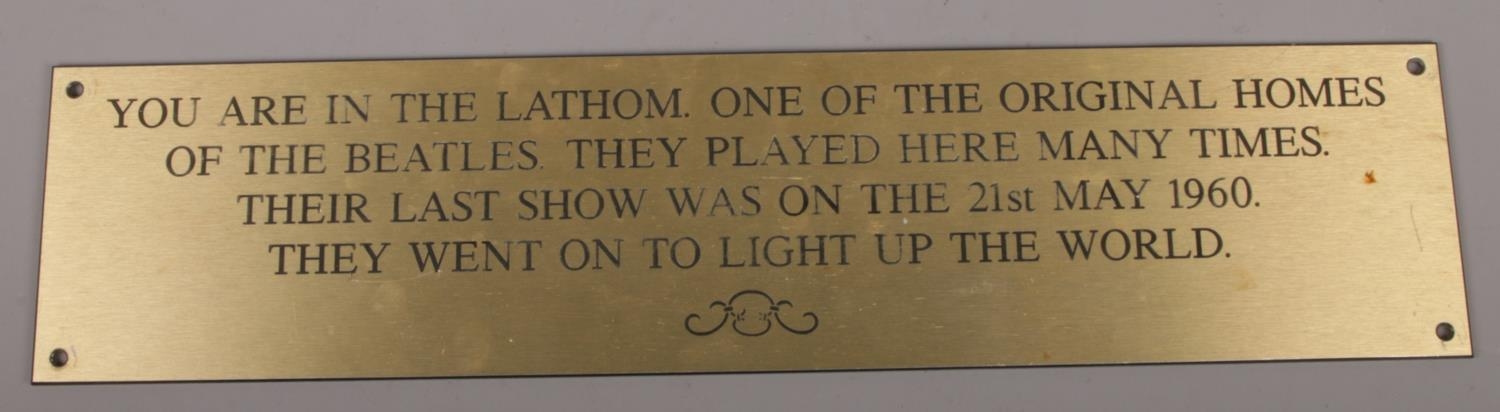 YOU ARE IN THE LATHOM. ONE OF THE ORIGINAL HOMES
OF THE BEATLES. THEY PLAYED HERE MANY TIMES.
THEIR LAST SHOW WAS ON THE 21st MAY 1960.
THEY WENT ON TO LIGHT UP THE WORLD.